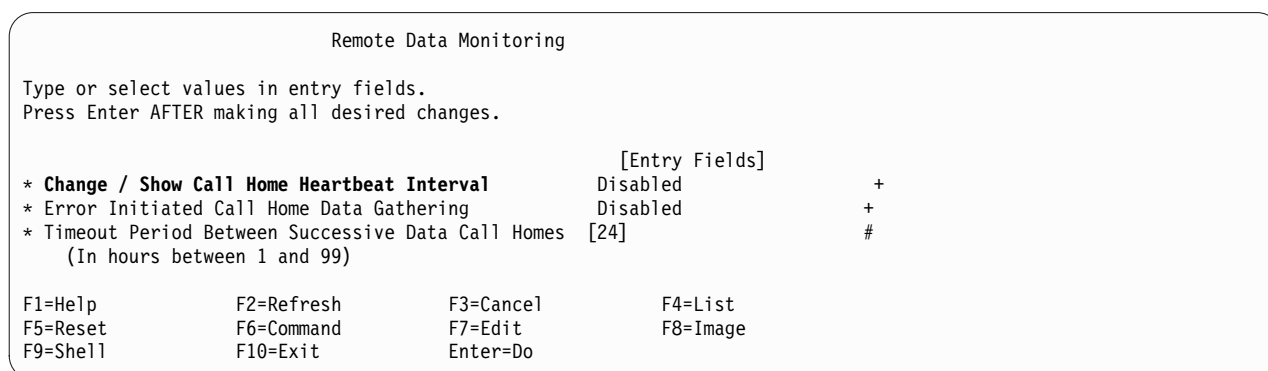 Remote Data Monitoring
Type or select values in entry fields.
Press Enter AFTER making all desired changes.
[Entry Fields]
* Change / Show Call Home Heartbeat Interval Disabled +
* Error Initiated Call Home Data Gathering Disabled +
* Timeout Period Between Successive Data Call Homes [24] #
(In hours between 1 and 99)
F1=Help F2=Refresh F3=Cancel F4=List
F5=Reset F6=Command F7=Edit F8=Image
F9=Shell F10=Exit Enter=Do